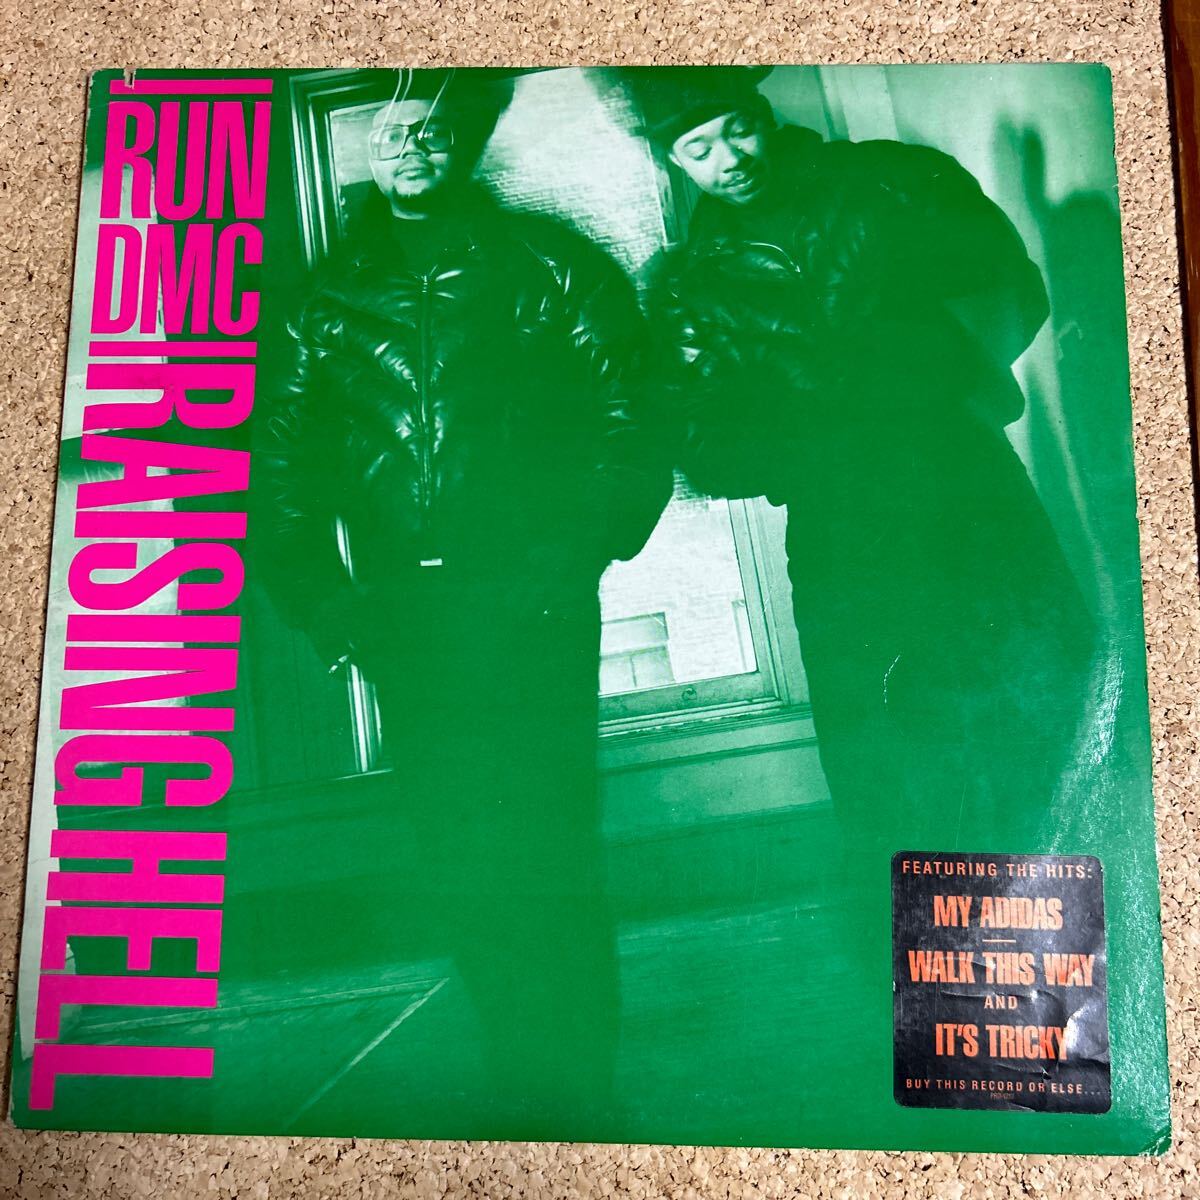 RUN
DMC
RAISING HELL
FEATURING THE HITS:
MY ADIDAS
WALK THIS WAY
AND
IT'S TRICKY
BUY THIS RECORD OR ELSE...